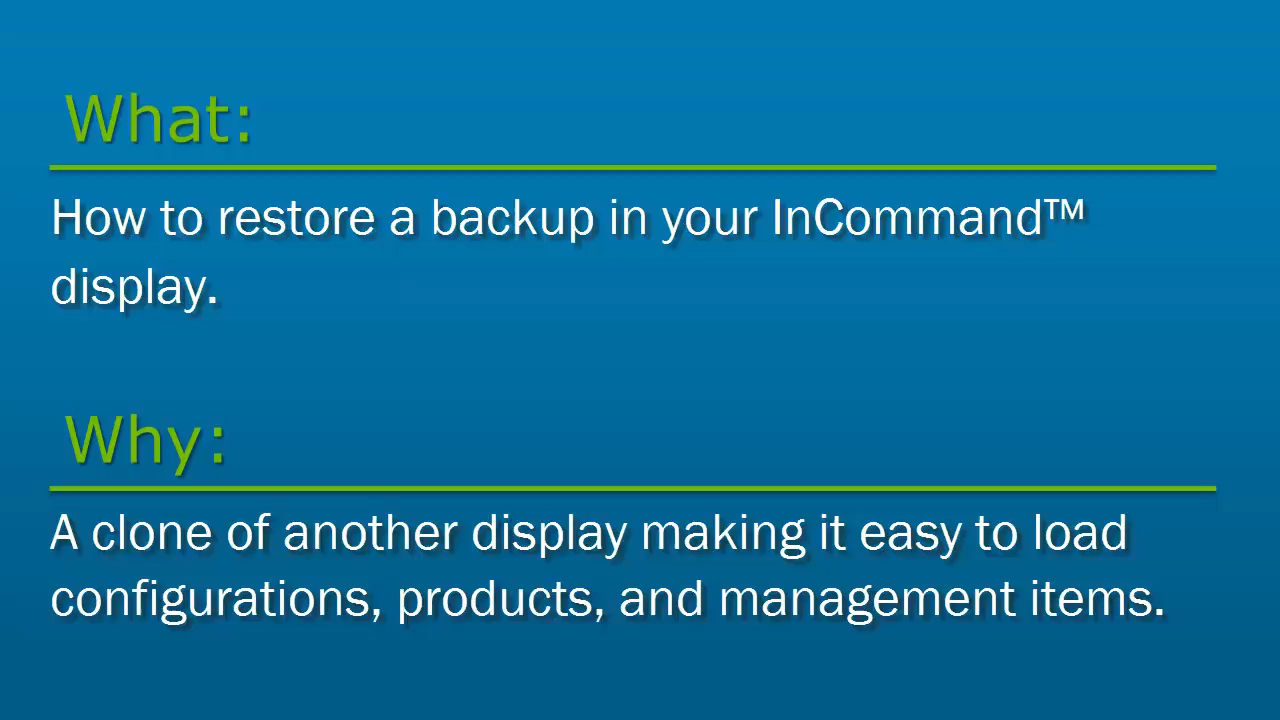 What:
How to restore a backup in your InCommand™
display.
Why:
A clone of another display making it easy to load
configurations, products, and management items.